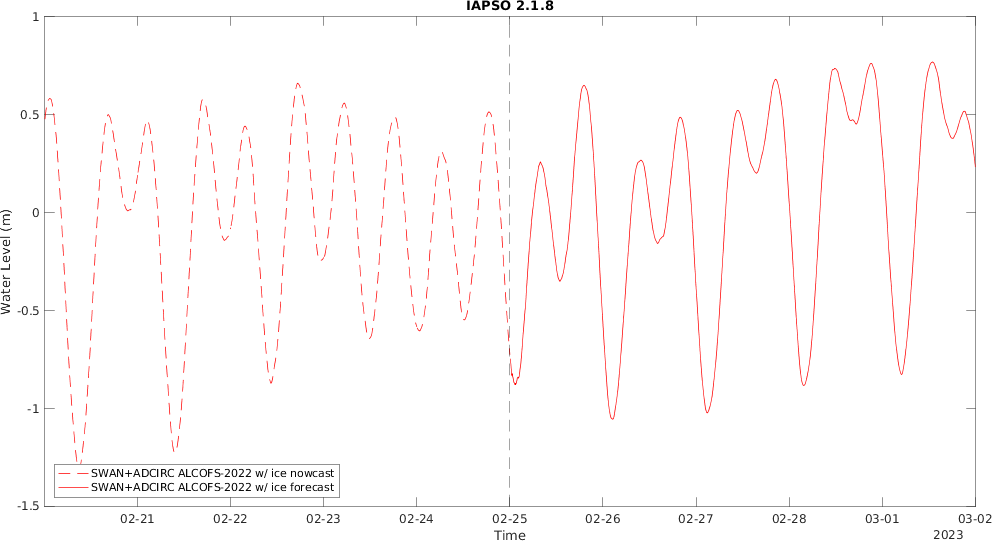 IAPSO 2.1.8
1
0.5
0
-0.5
-1
-1.5
Water Level (m)
SWAN+ADCIRC ALCOFS-2022 w/ ice nowcast
SWAN+ADCIRC ALCOFS-2022 w/ ice forecast
02-21 02-22 02-23 02-24 02-25 02-26 02-27 02-28 03-01 03-02
Time
2023